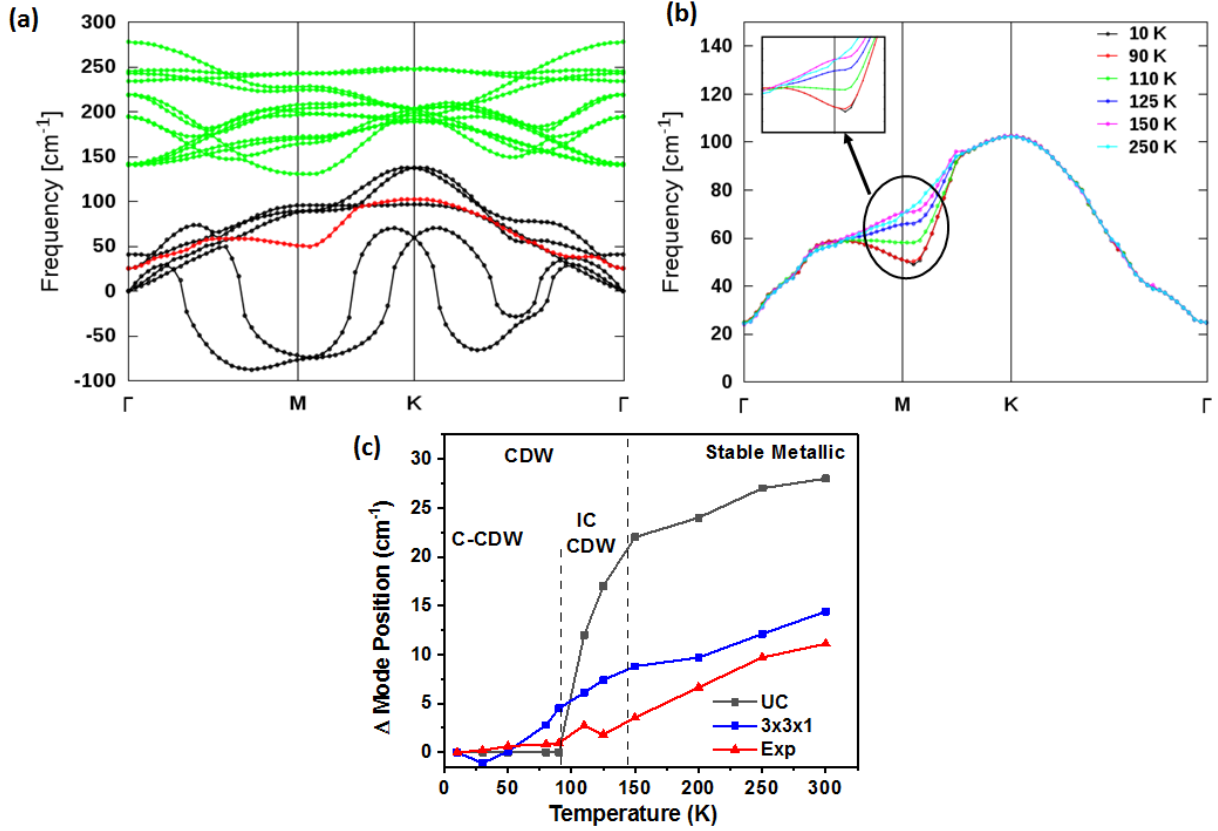 (a)
Frequency [cm-1]
300
250
200
150
100
50
0
-50
-100
Γ M K Γ
(b)
Frequency [cm-1]
140
120
100
80
60
40
20
0
10 K
90 K
110 K
125 K
150 K
250 K
Γ M K Γ
(c)
Δ Mode Position (cm-1)
30
25
20
15
10
5
0
CDW
Stable Metallic
C-CDW
IC
CDW
UC
3x3x1
Exp
0 50 100 150 200 250 300
Temperature (K)